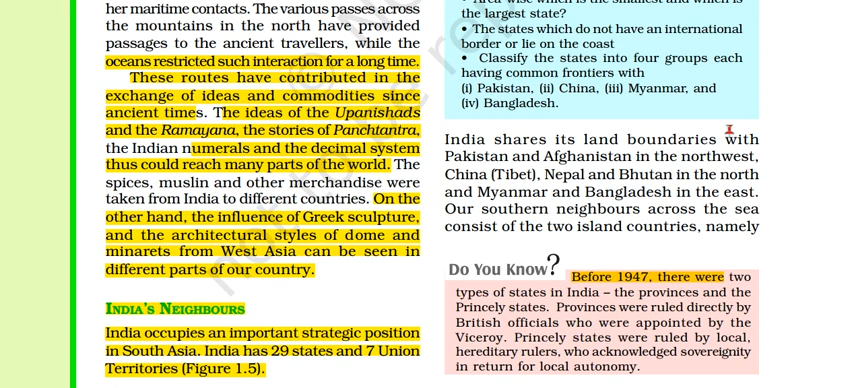 her maritime contacts. The various passes across
the mountains in the north have provided
passages to the ancient travellers, while the
oceans restricted such interaction for a long time.
These routes have contributed in the
exchange of ideas and commodities since
ancient times. The ideas of the Upanishads
and the Ramayana, the stories of Panchtantra,
the Indian numerals and the decimal system
thus could reach many parts of the world. The
spices, muslin and other merchandise were
taken from India to different countries. On the
other hand, the influence of Greek sculpture,
and the architectural styles of dome and
minarets from West Asia can be seen in
different parts of our country.
INDIA'S NEIGHBOURS
India occupies an important strategic position
in South Asia. India has 29 states and 7 Union
Territories (Figure 1.5).
the largest state?
• The states which do not have an international
border or lie on the coast
• Classify the states into four groups each
having common frontiers with
(i) Pakistan, (ii) China, (iii) Myanmar, and
(iv) Bangladesh.
India shares its land boundaries with
Pakistan and Afghanistan in the northwest,
China (Tibet), Nepal and Bhutan in the north
and Myanmar and Bangladesh in the east.
Our southern neighbours across the sea
consist of the two island countries, namely
Do You Know?
Before 1947, there were two
types of states in India – the provinces and the
Princely states. Provinces were ruled directly by
British officials who were appointed by the
Viceroy. Princely states were ruled by local,
hereditary rulers, who acknowledged sovereignity
in return for local autonomy.